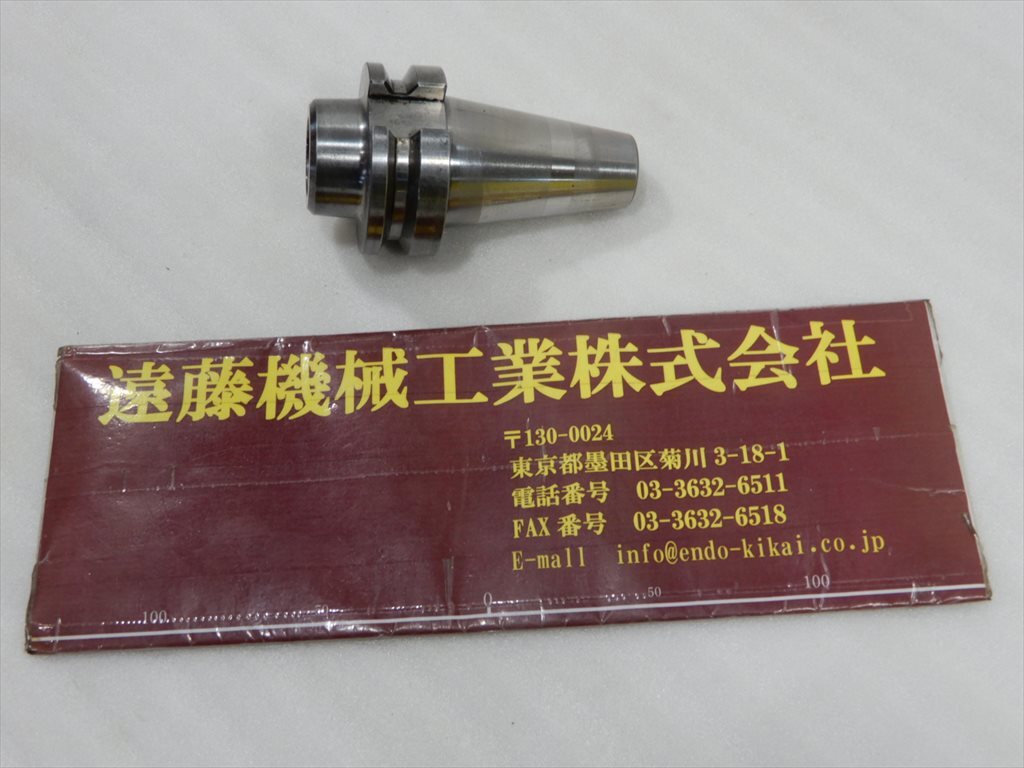 遠藤機械工業株式会社
〒130-0024
東京都墨田区菊川 3-18-1
電話番号 03-3632-6511
FAX 番号 03-3632-6518
E-mall info@endo-kikai.co.jp
100 50 0 50 100